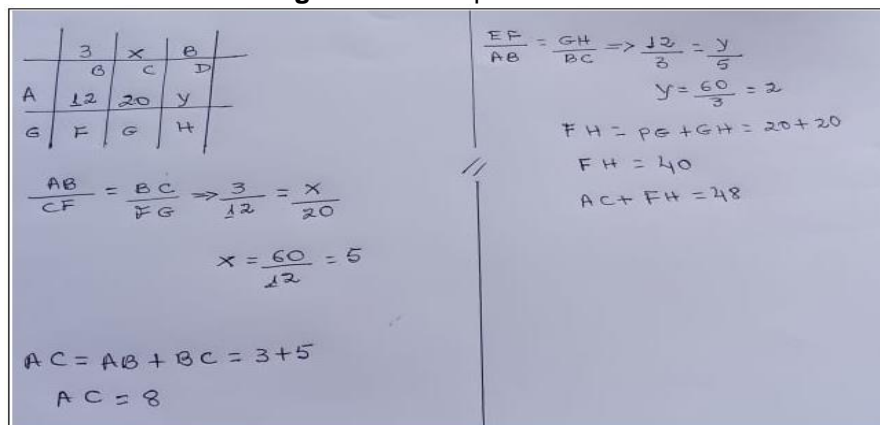 3 | x | B
B C D
A 12 | 20 | y
G F | G | H
AB/CF = BC/FG => 3/12 = x/20
x = 60/12 = 5
AC = AB + BC = 3+5
AC = 8
EF/AB = GH/BC => 12/3 = y/5
y = 60/3 = 2
FH = PG + GH = 20+20
FH = 40
AC + FH = 48